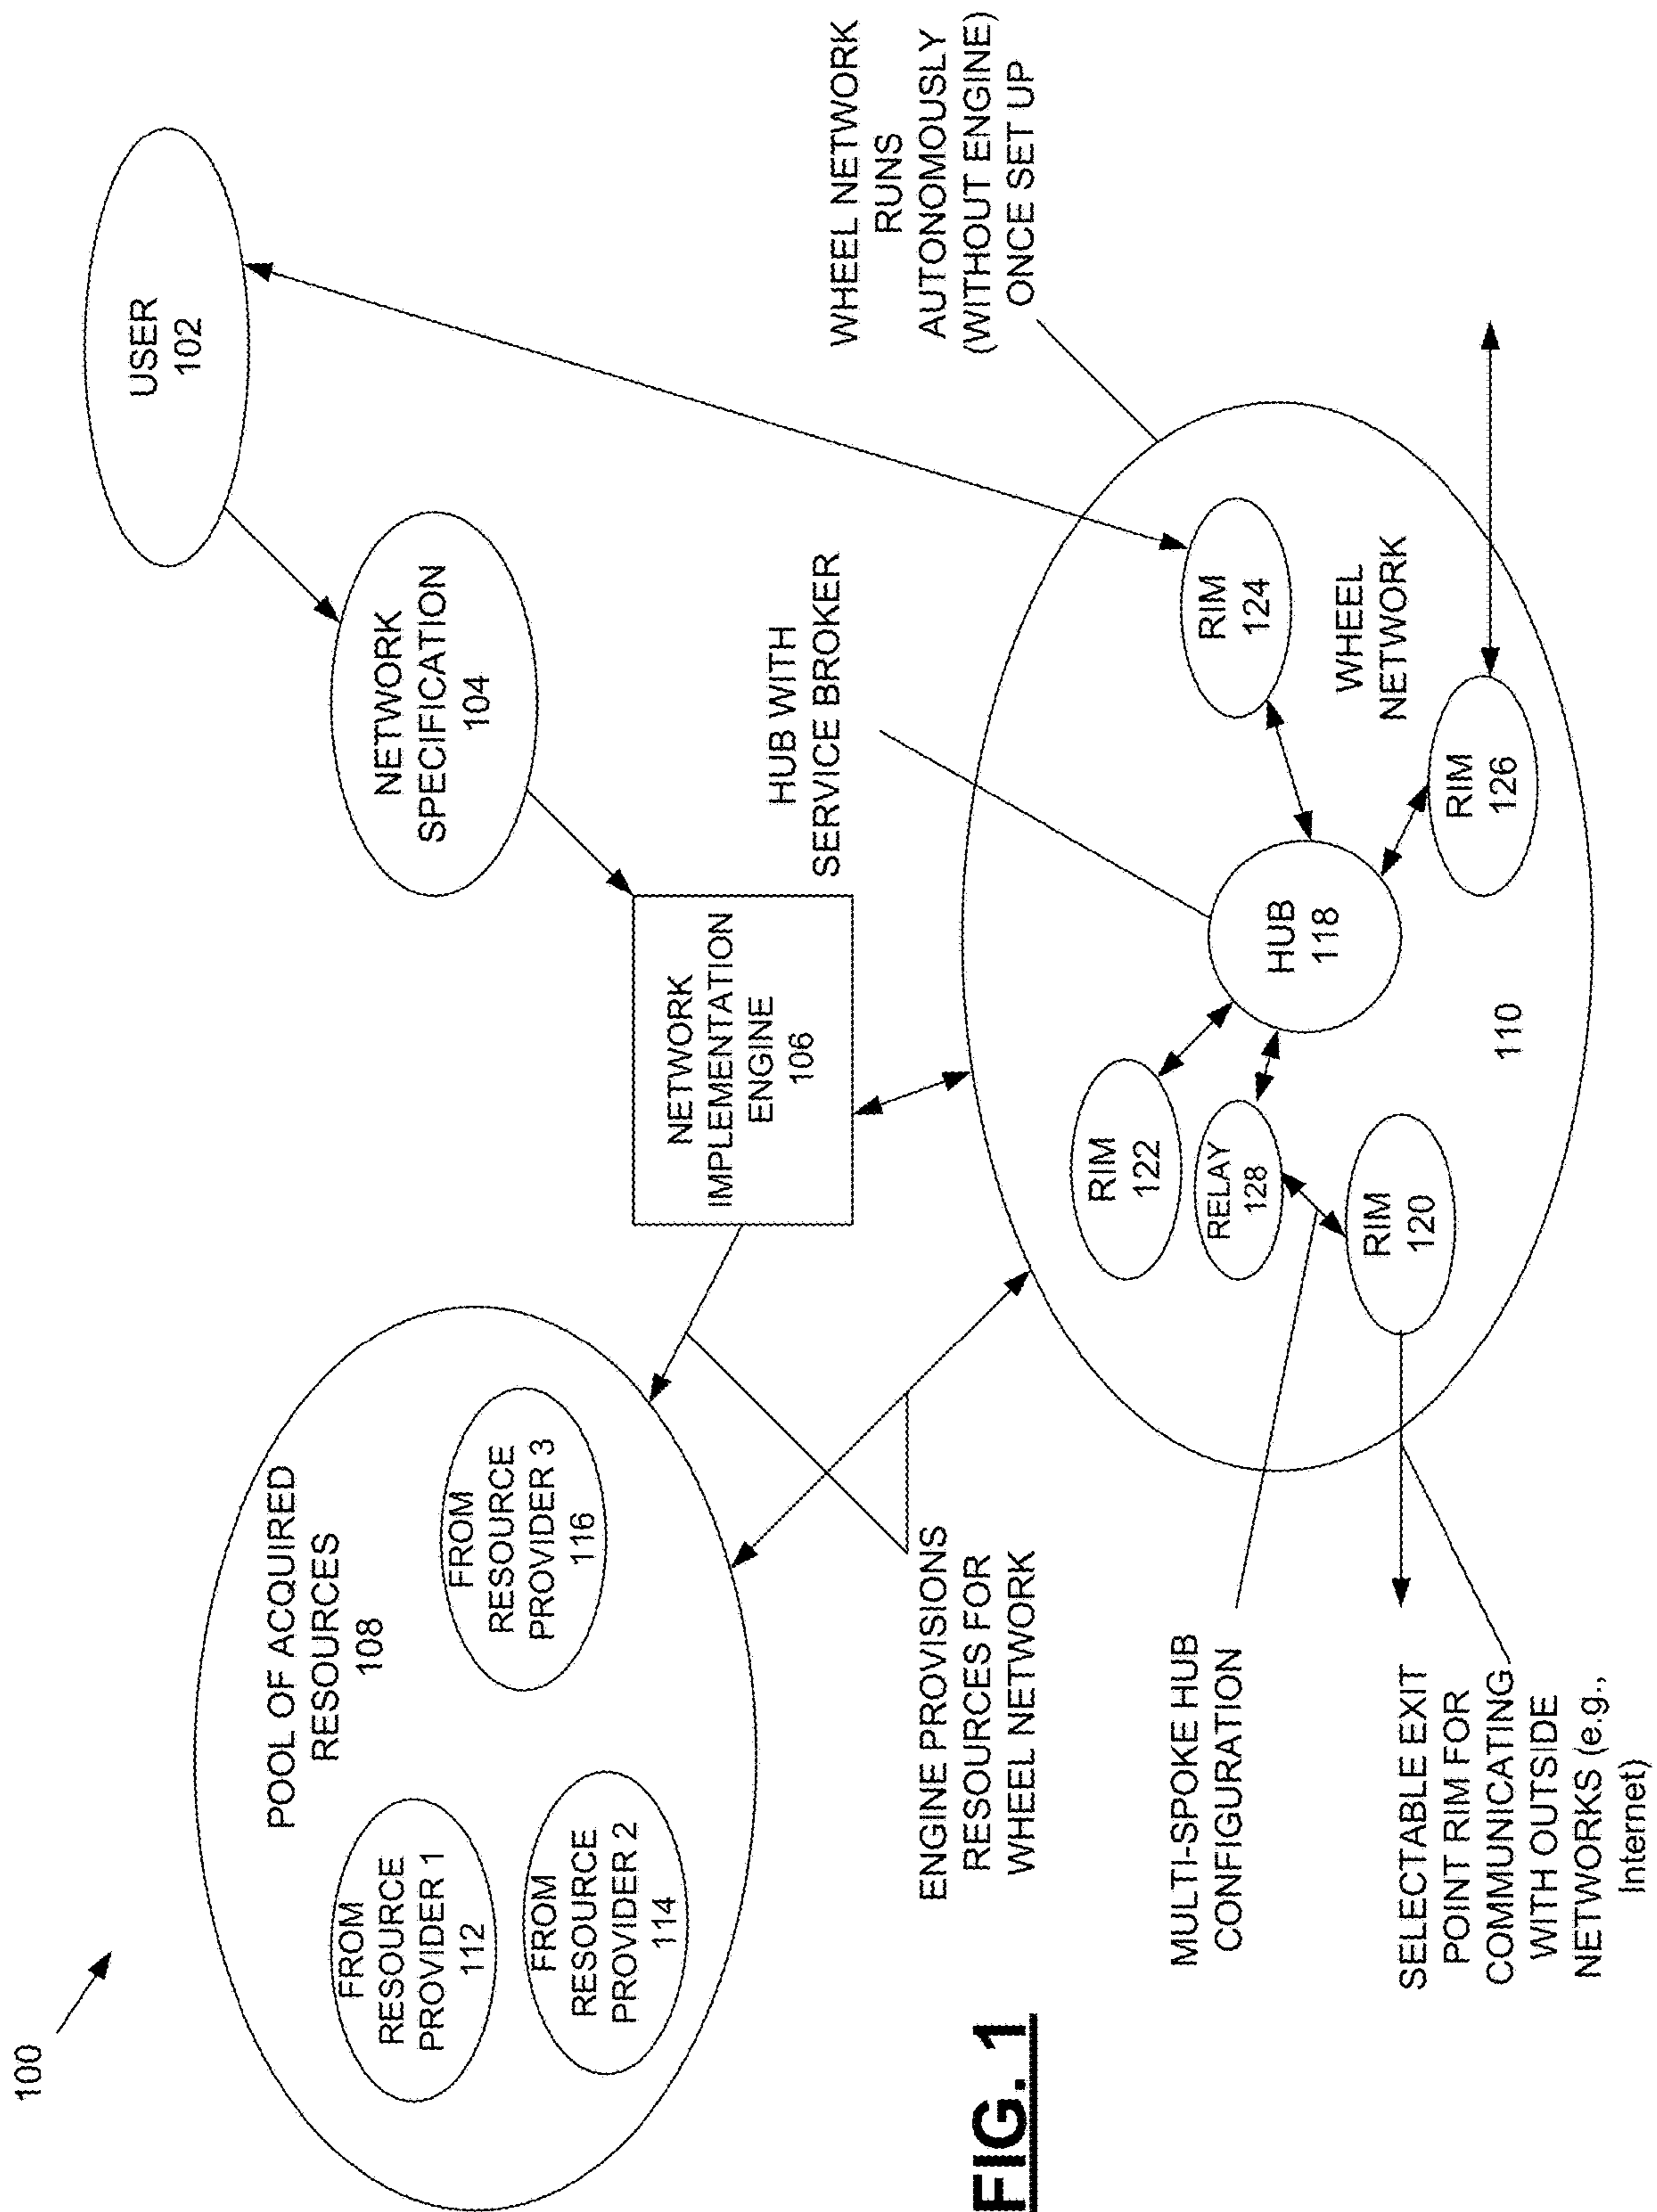 100
POOL OF ACQUIRED
RESOURCES
108
FROM
RESOURCE
PROVIDER 1
112
FROM
RESOURCE
PROVIDER 2
114
FROM
RESOURCE
PROVIDER 3
116
USER
102
NETWORK
SPECIFICATION
104
NETWORK
IMPLEMENTATION
ENGINE
106
HUB WITH
SERVICE BROKER
WHEEL NETWORK
RUNS
AUTONOMOUSLY
(WITHOUT ENGINE)
ONCE SET UP
ENGINE PROVISIONS
RESOURCES FOR
WHEEL NETWORK
RIM
122
RELAY
128
RIM
120
HUB
118
RIM
124
WHEEL
NETWORK
RIM
126
110
MULTI-SPOKE HUB
CONFIGURATION
SELECTABLE EXIT
POINT RIM FOR
COMMUNICATING
WITH OUTSIDE
NETWORKS (e.g.,
Internet)
FIG. 1